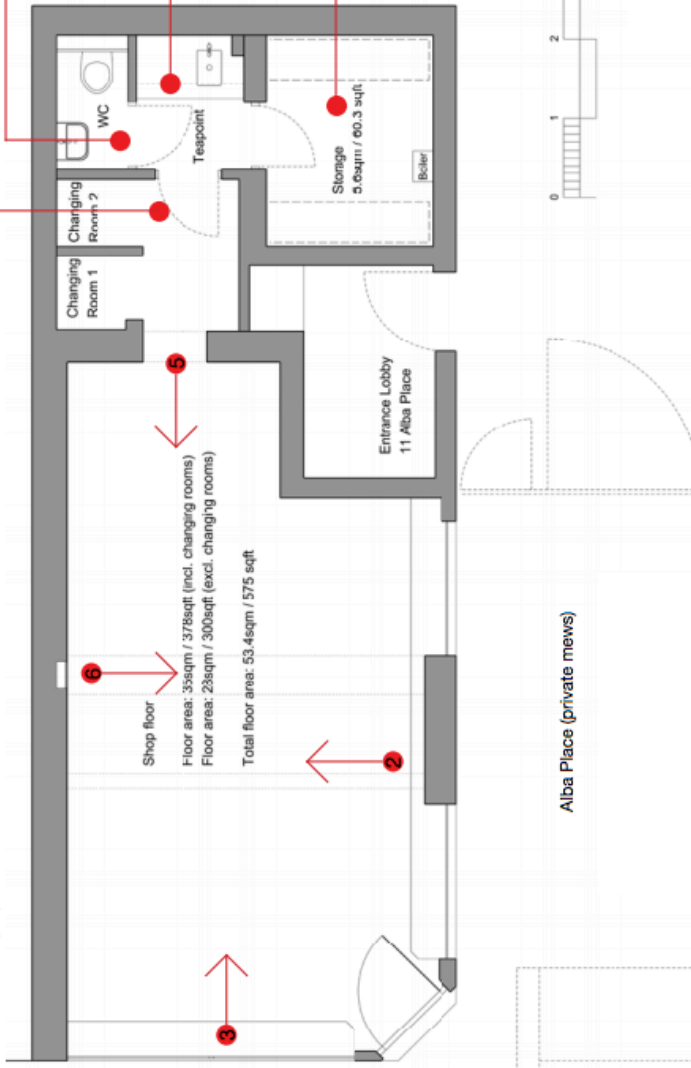 WC
Teapoint
Storage
5.6sqm / 60.3 sqft
Boiler
Changing
Room 2
Changing
Room 1
Entrance Lobby
11 Alba Place
Shop floor
Floor area: 35sqm / 378sqft (incl. changing rooms)
Floor area: 28sqm / 300sqft (excl. changing rooms)
Total floor area: 53.4sqm / 575 sqft
5
6
2
3
Alba Place (private mews)
0
1
2